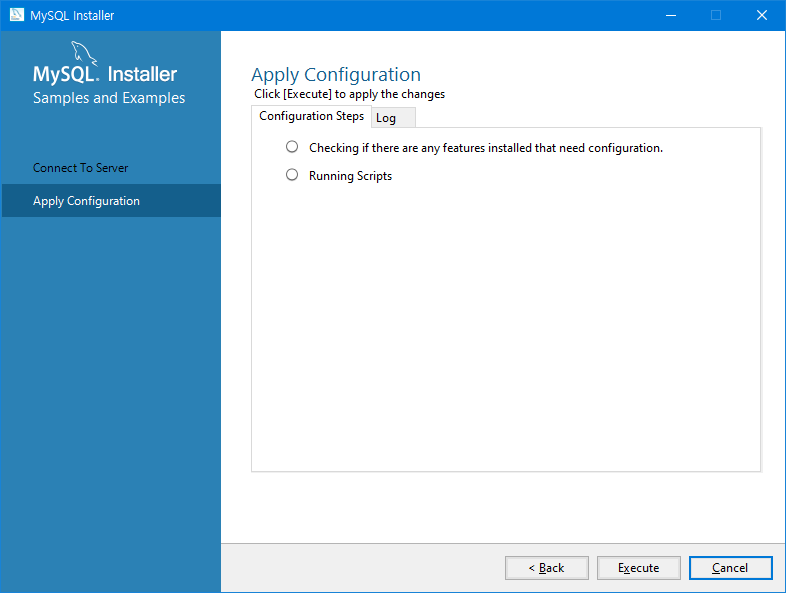 MySQL Installer
MySQL. Installer
Samples and Examples
Connect To Server
Apply Configuration
Apply Configuration
Click [Execute] to apply the changes
Configuration Steps Log
Checking if there are any features installed that need configuration.
Running Scripts
< Back Execute Cancel